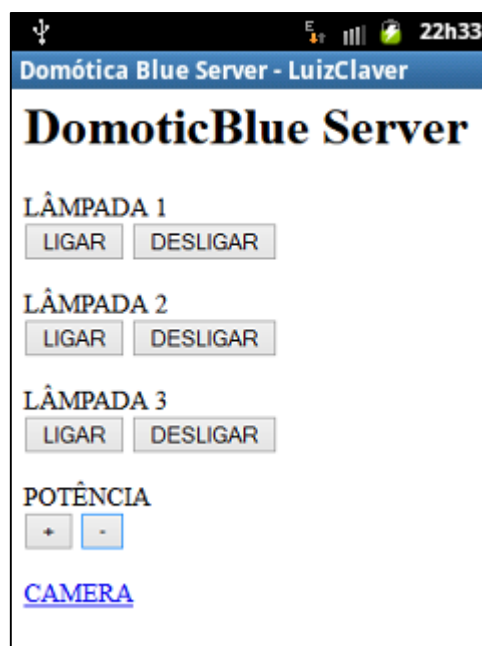 E 22h33
Domótica Blue Server - LuizClaver
DomoticBlue Server
LÂMPADA 1
LIGAR DESLIGAR
LÂMPADA 2
LIGAR DESLIGAR
LÂMPADA 3
LIGAR DESLIGAR
POTÊNCIA
+ -
CAMERA